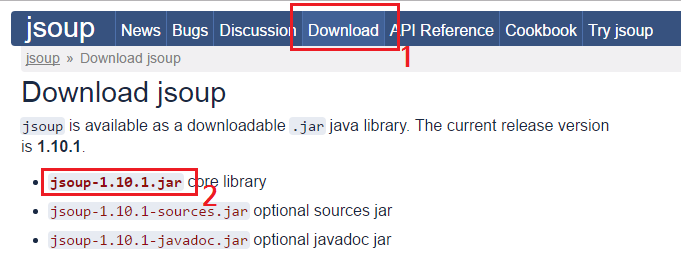 jsoup News Bugs Discussion Download API Reference Cookbook Try jsoup
1
jsoup » Download jsoup
Download jsoup
jsoup is available as a downloadable .jar java library. The current release version
is 1.10.1.
• jsoup-1.10.1.jar core library
2
• jsoup-1.10.1-sources.jar optional sources jar
• jsoup-1.10.1-javadoc.jar optional javadoc jar